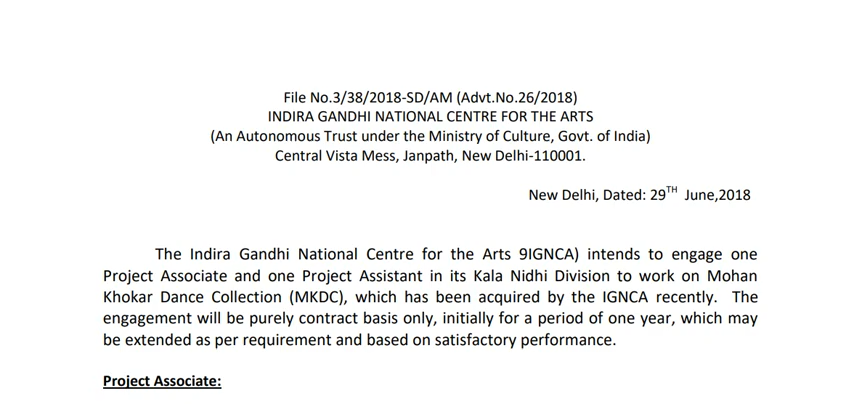 File No.3/38/2018-SD/AM (Advt.No.26/2018)
INDIRA GANDHI NATIONAL CENTRE FOR THE ARTS
(An Autonomous Trust under the Ministry of Culture, Govt. of India)
Central Vista Mess, Janpath, New Delhi-110001.
New Delhi, Dated: 29TH June,2018
The Indira Gandhi National Centre for the Arts 9IGNCA) intends to engage one
Project Associate and one Project Assistant in its Kala Nidhi Division to work on Mohan
Khokar Dance Collection (MKDC), which has been acquired by the IGNCA recently. The
engagement will be purely contract basis only, initially for a period of one year, which may
be extended as per requirement and based on satisfactory performance.
Project Associate: